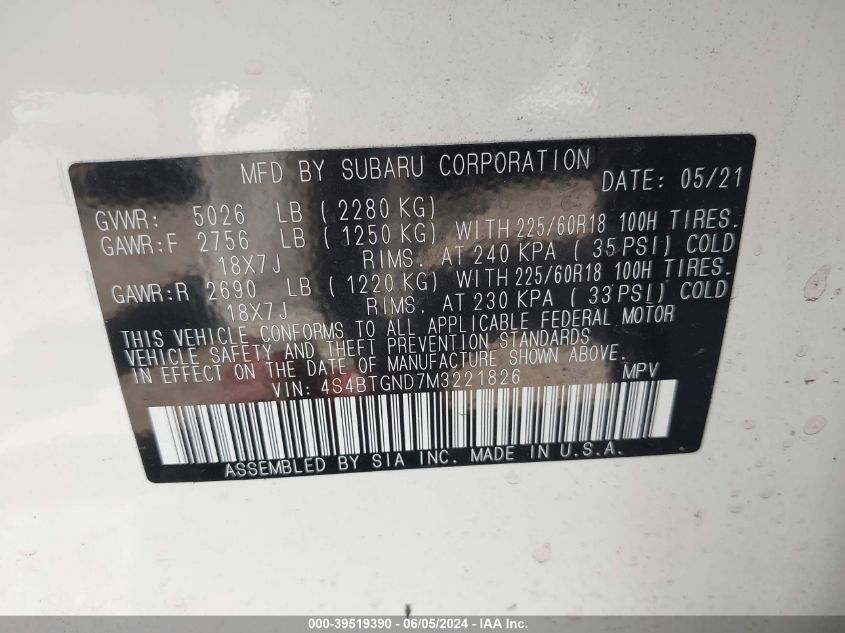 MFD BY SUBARU CORPORATION DATE: 05/21
GVWR: 5026 LB ( 2280 KG)
GAWR:F 2756 LB ( 1250 KG) WITH 225/60R18 100H TIRES.
18X7J RIMS. AT 240 KPA ( 35 PSI) COLD
GAWR:R 2690 LB ( 1220 KG) WITH 225/60R18 100H TIRES.
18X7J RIMS. AT 230 KPA ( 33 PSI) COLD
THIS VEHICLE CONFORMS TO ALL APPLICABLE FEDERAL MOTOR
VEHICLE SAFETY AND THEFT PREVENTION STANDARDS
IN EFFECT ON THE DATE OF MANUFACTURE SHOWN ABOVE.
VIN: 4S4BTGND7M3221826 MPV
ASSEMBLED BY SIA INC. MADE IN U.S.A.
000-39519390 - 06/05/2024 - IAA Inc.